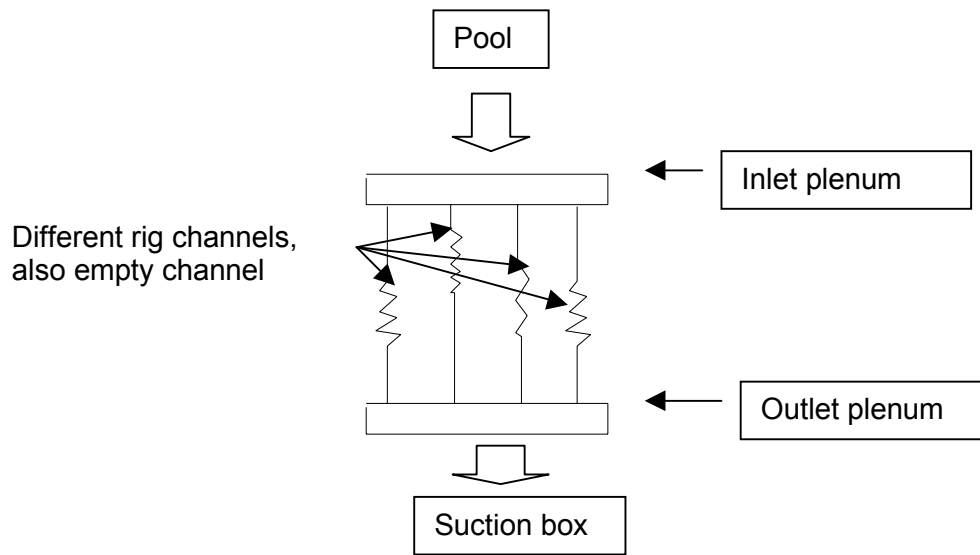 Pool
Inlet plenum
Different rig channels,
also empty channel
Outlet plenum
Suction box